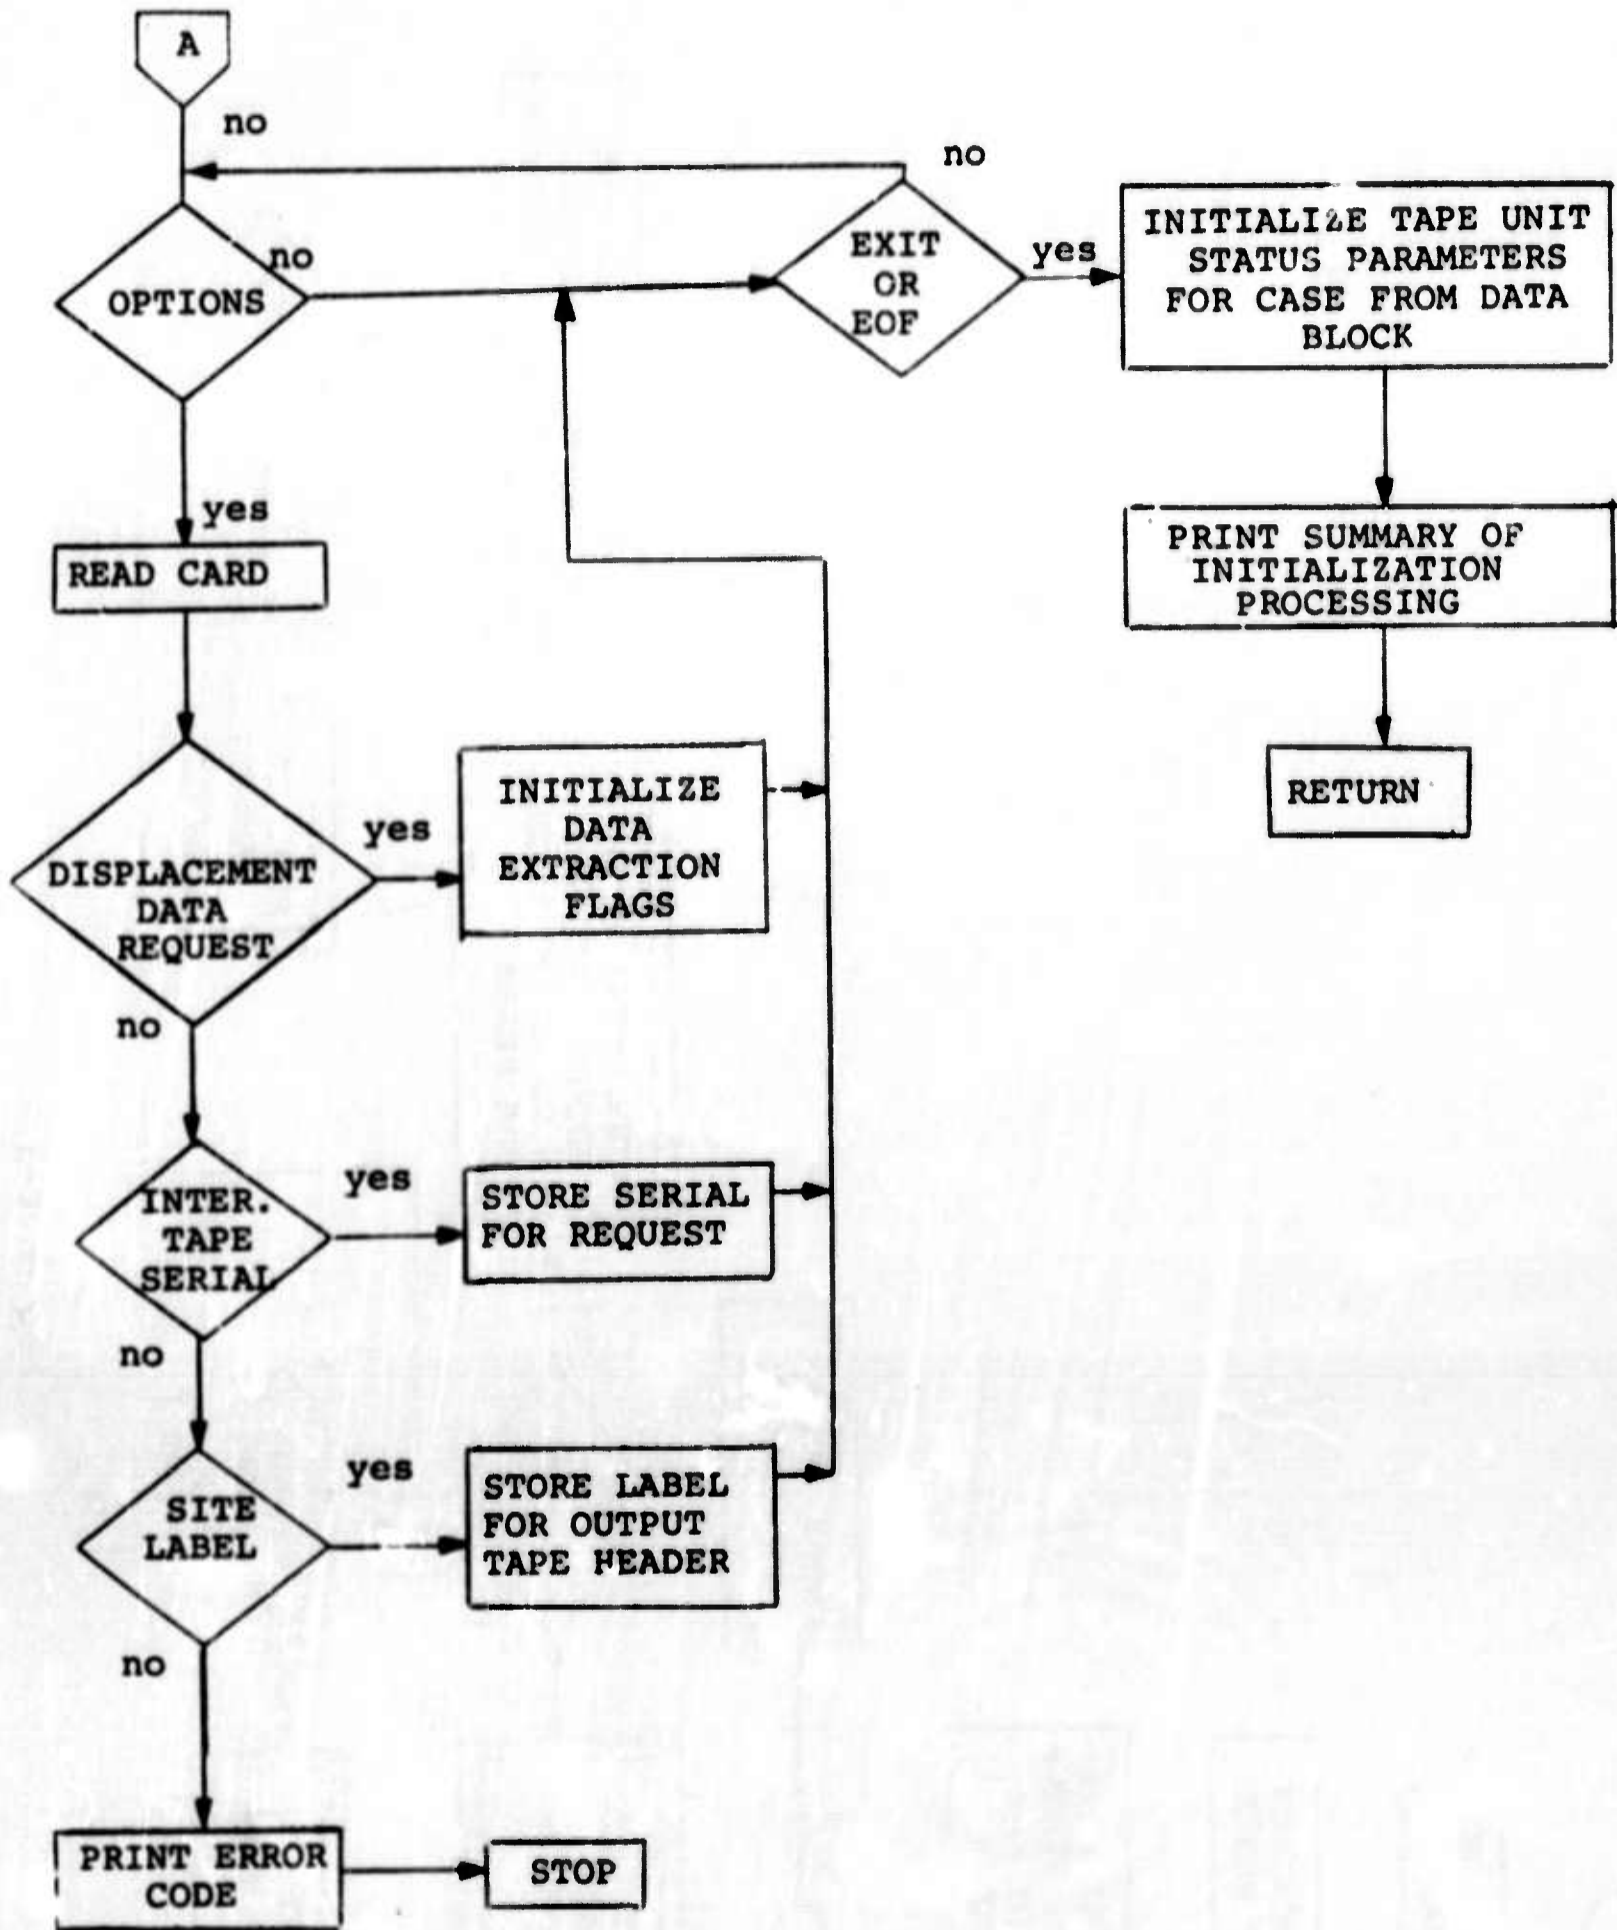 A
no
no
OPTIONS
no
EXIT
OR
EOF
yes
INITIALIZE TAPE UNIT
STATUS PARAMETERS
FOR CASE FROM DATA
BLOCK
yes
READ CARD
PRINT SUMMARY OF
INITIALIZATION
PROCESSING
RETURN
DISPLACEMENT
DATA
REQUEST
yes
INITIALIZE
DATA
EXTRACTION
FLAGS
no
INTER.
TAPE
SERIAL
yes
STORE SERIAL
FOR REQUEST
no
SITE
LABEL
yes
STORE LABEL
FOR OUTPUT
TAPE HEADER
no
PRINT ERROR
CODE
STOP